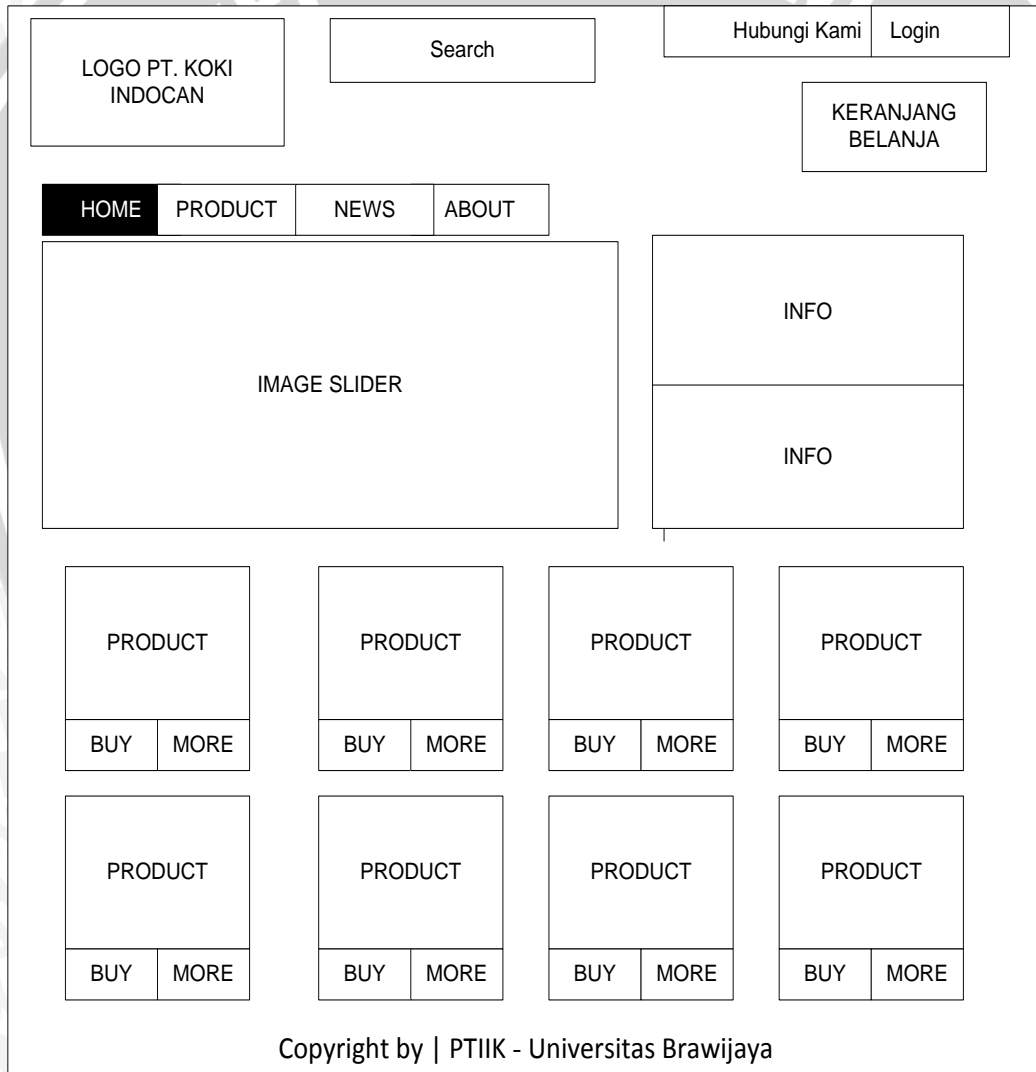 LOGO PT. KOKI
INDOCAN
Search
Hubungi Kami
Login
KERANJANG
BELANJA
HOME
PRODUCT
NEWS
ABOUT
IMAGE SLIDER
INFO
INFO
PRODUCT
PRODUCT
PRODUCT
PRODUCT
BUY
MORE
BUY
MORE
BUY
MORE
BUY
MORE
PRODUCT
PRODUCT
PRODUCT
PRODUCT
BUY
MORE
BUY
MORE
BUY
MORE
BUY
MORE
Copyright by | PTIIK - Universitas Brawijaya